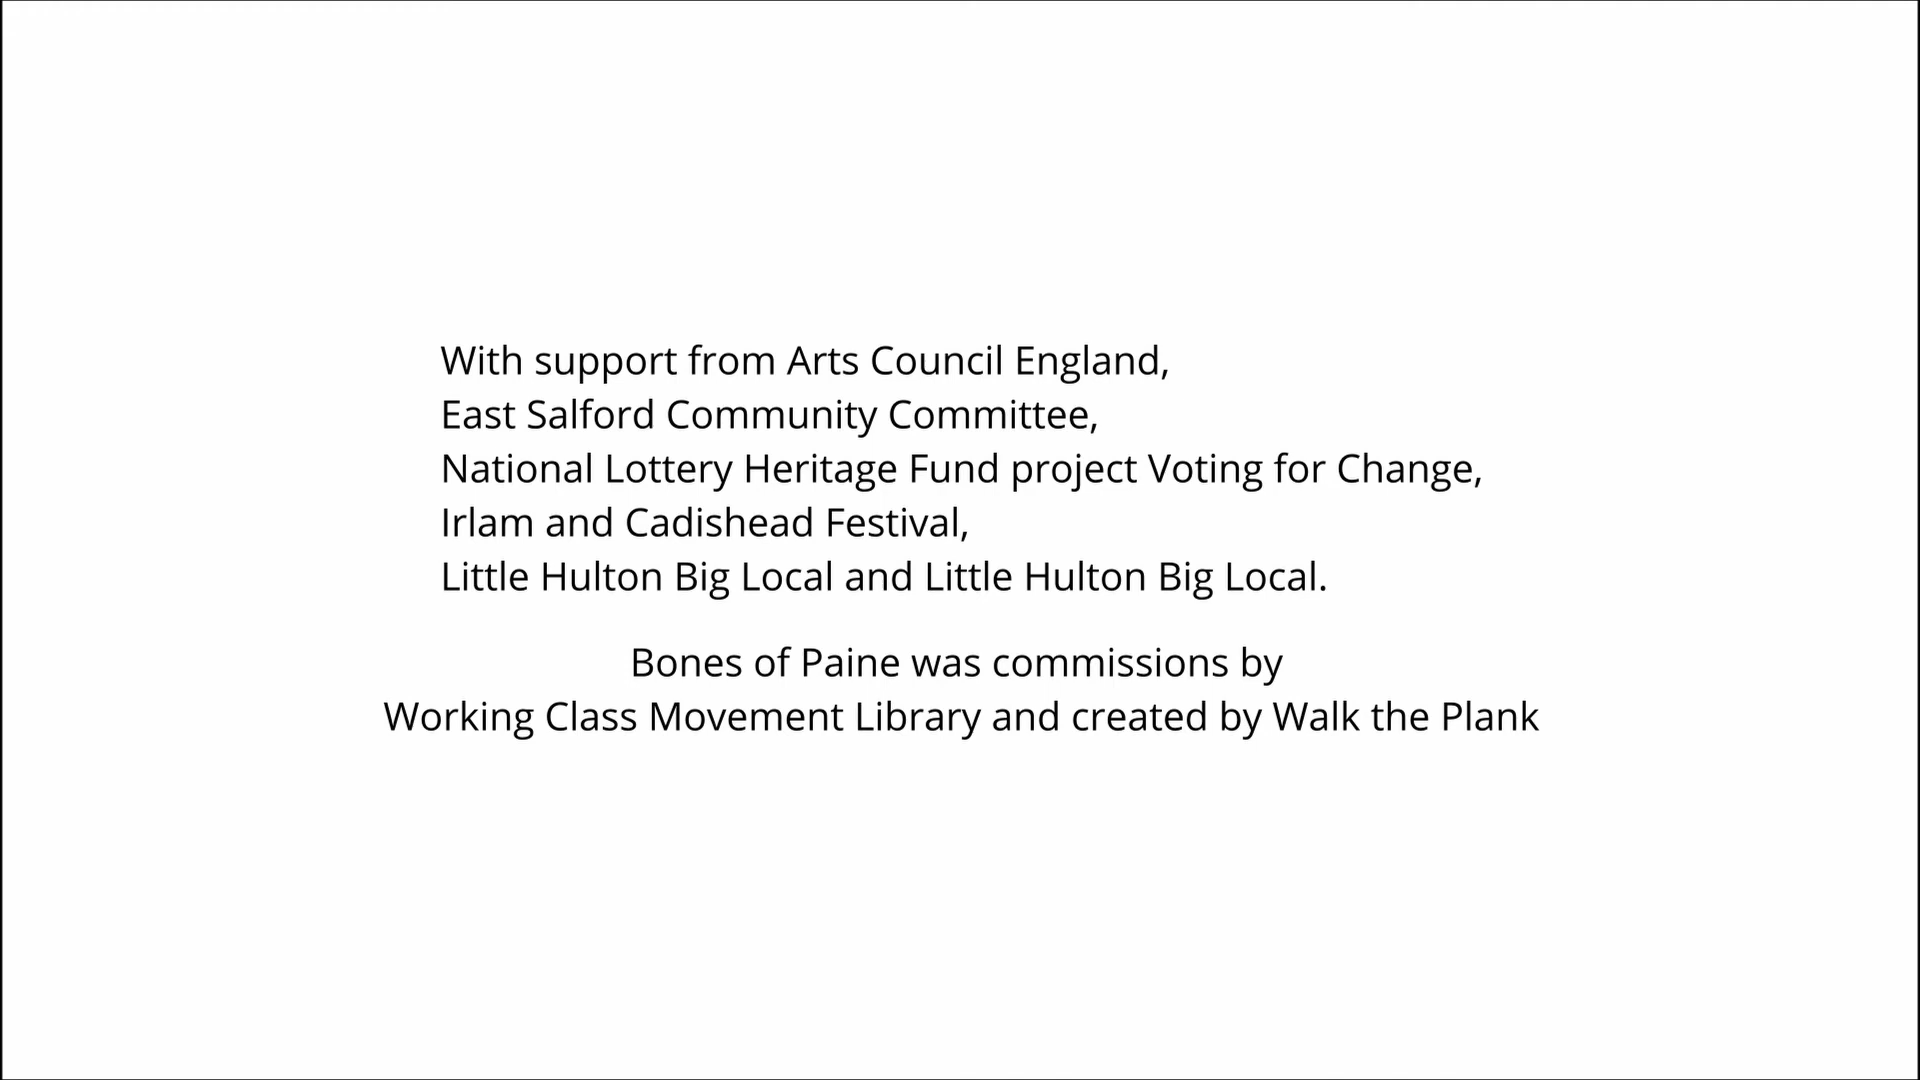 With support from Arts Council England,
East Salford Community Committee,
National Lottery Heritage Fund project Voting for Change,
Irlam and Cadishead Festival,
Little Hulton Big Local and Little Hulton Big Local.
Bones of Paine was commissions by
Working Class Movement Library and created by Walk the Plank